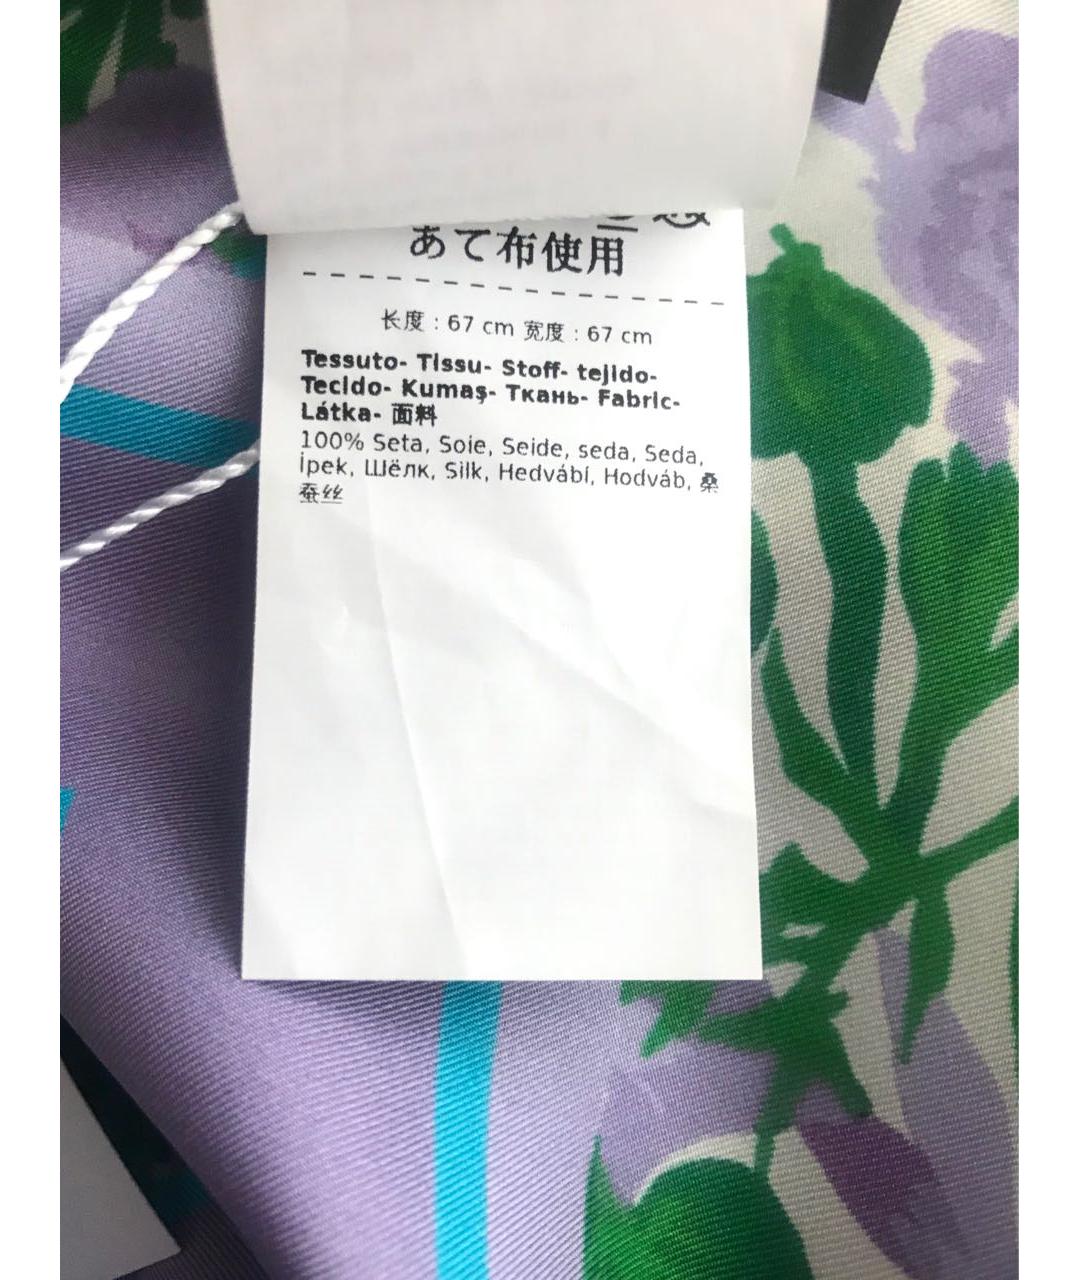 あて布使用
长度 : 67 cm 宽度 : 67 cm
Tessuto- Tissu- Stoff- tejido-
Tecido- Kumaş- Ткань- Fabric-
Látka- 面料
100% Seta, Soie, Seide, seda, Seda,
İpek, Шёлк, Silk, Hedvábí, Hodváb, 桑
蚕丝